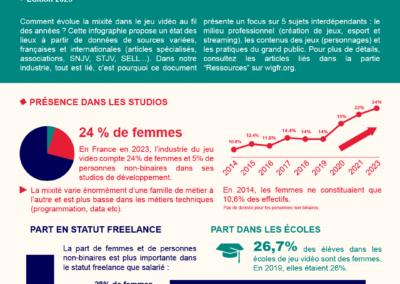 Edition 2023
Comment évolue la mixité dans le jeu vidéo au fil
des années ? Cette infographie propose un état des
lieux à partir de données de sources variées,
françaises et internationales (articles spécialisés,
associations, SNJV, STJV, SELL...). Dans notre
industrie, tout est lié, c'est pourquoi ce document
présente un focus sur 5 sujets interdépendants : le
milieu professionnel (création de jeux, esport et
streaming), les contenus des jeux (personnages) et
les pratiques du grand public. Pour plus de détails,
consultez les articles liés dans la partie
"Ressources" sur wigfr.org.
PRÉSENCE DANS LES STUDIOS
24 % de femmes
En France en 2023, l'industrie du jeu
vidéo compte 24% de femmes et 5% de
personnes non-binaires dans ses
studios de développement.
La mixité varie énormément d'une famille de métier à
l'autre et est plus basse dans les métiers techniques
(programmation, data etc).
10,6% 12,4% 11,8% 14,4% 14% 14% 19% 22% 24%
2014 2015 2016 2017 2018 2019 2020 2021 2023
En 2014, les femmes ne constituaient que
10,6% des effectifs.
Pas de donnée pour les personnes non binaires.
PART EN STATUT FREELANCE
La part de femmes et de personnes
non-binaires est plus importante dans
le statut freelance que salarié :
28% de femmes
PART DANS LES ÉCOLES
26,7% des élèves dans les
écoles de jeu vidéo sont des femmes.
En 2019, elles étaient 26%.